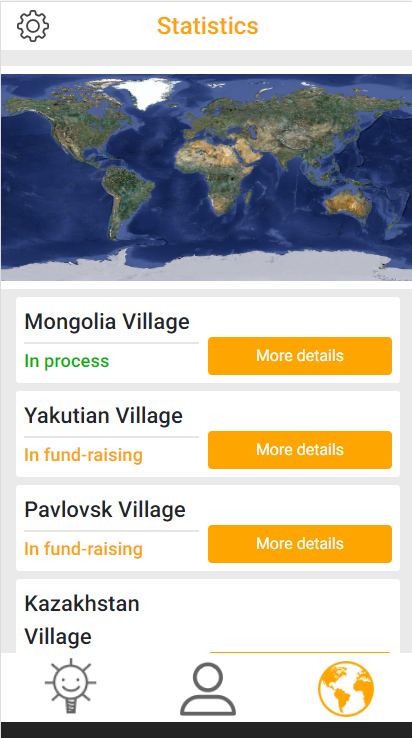 Statistics
Mongolia Village
In process
More details
Yakutian Village
In fund-raising
More details
Pavlovsk Village
In fund-raising
More details
Kazakhstan
Village